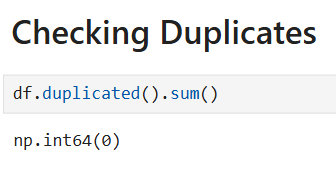 Checking Duplicates
df.duplicated().sum()
np.int64(0)